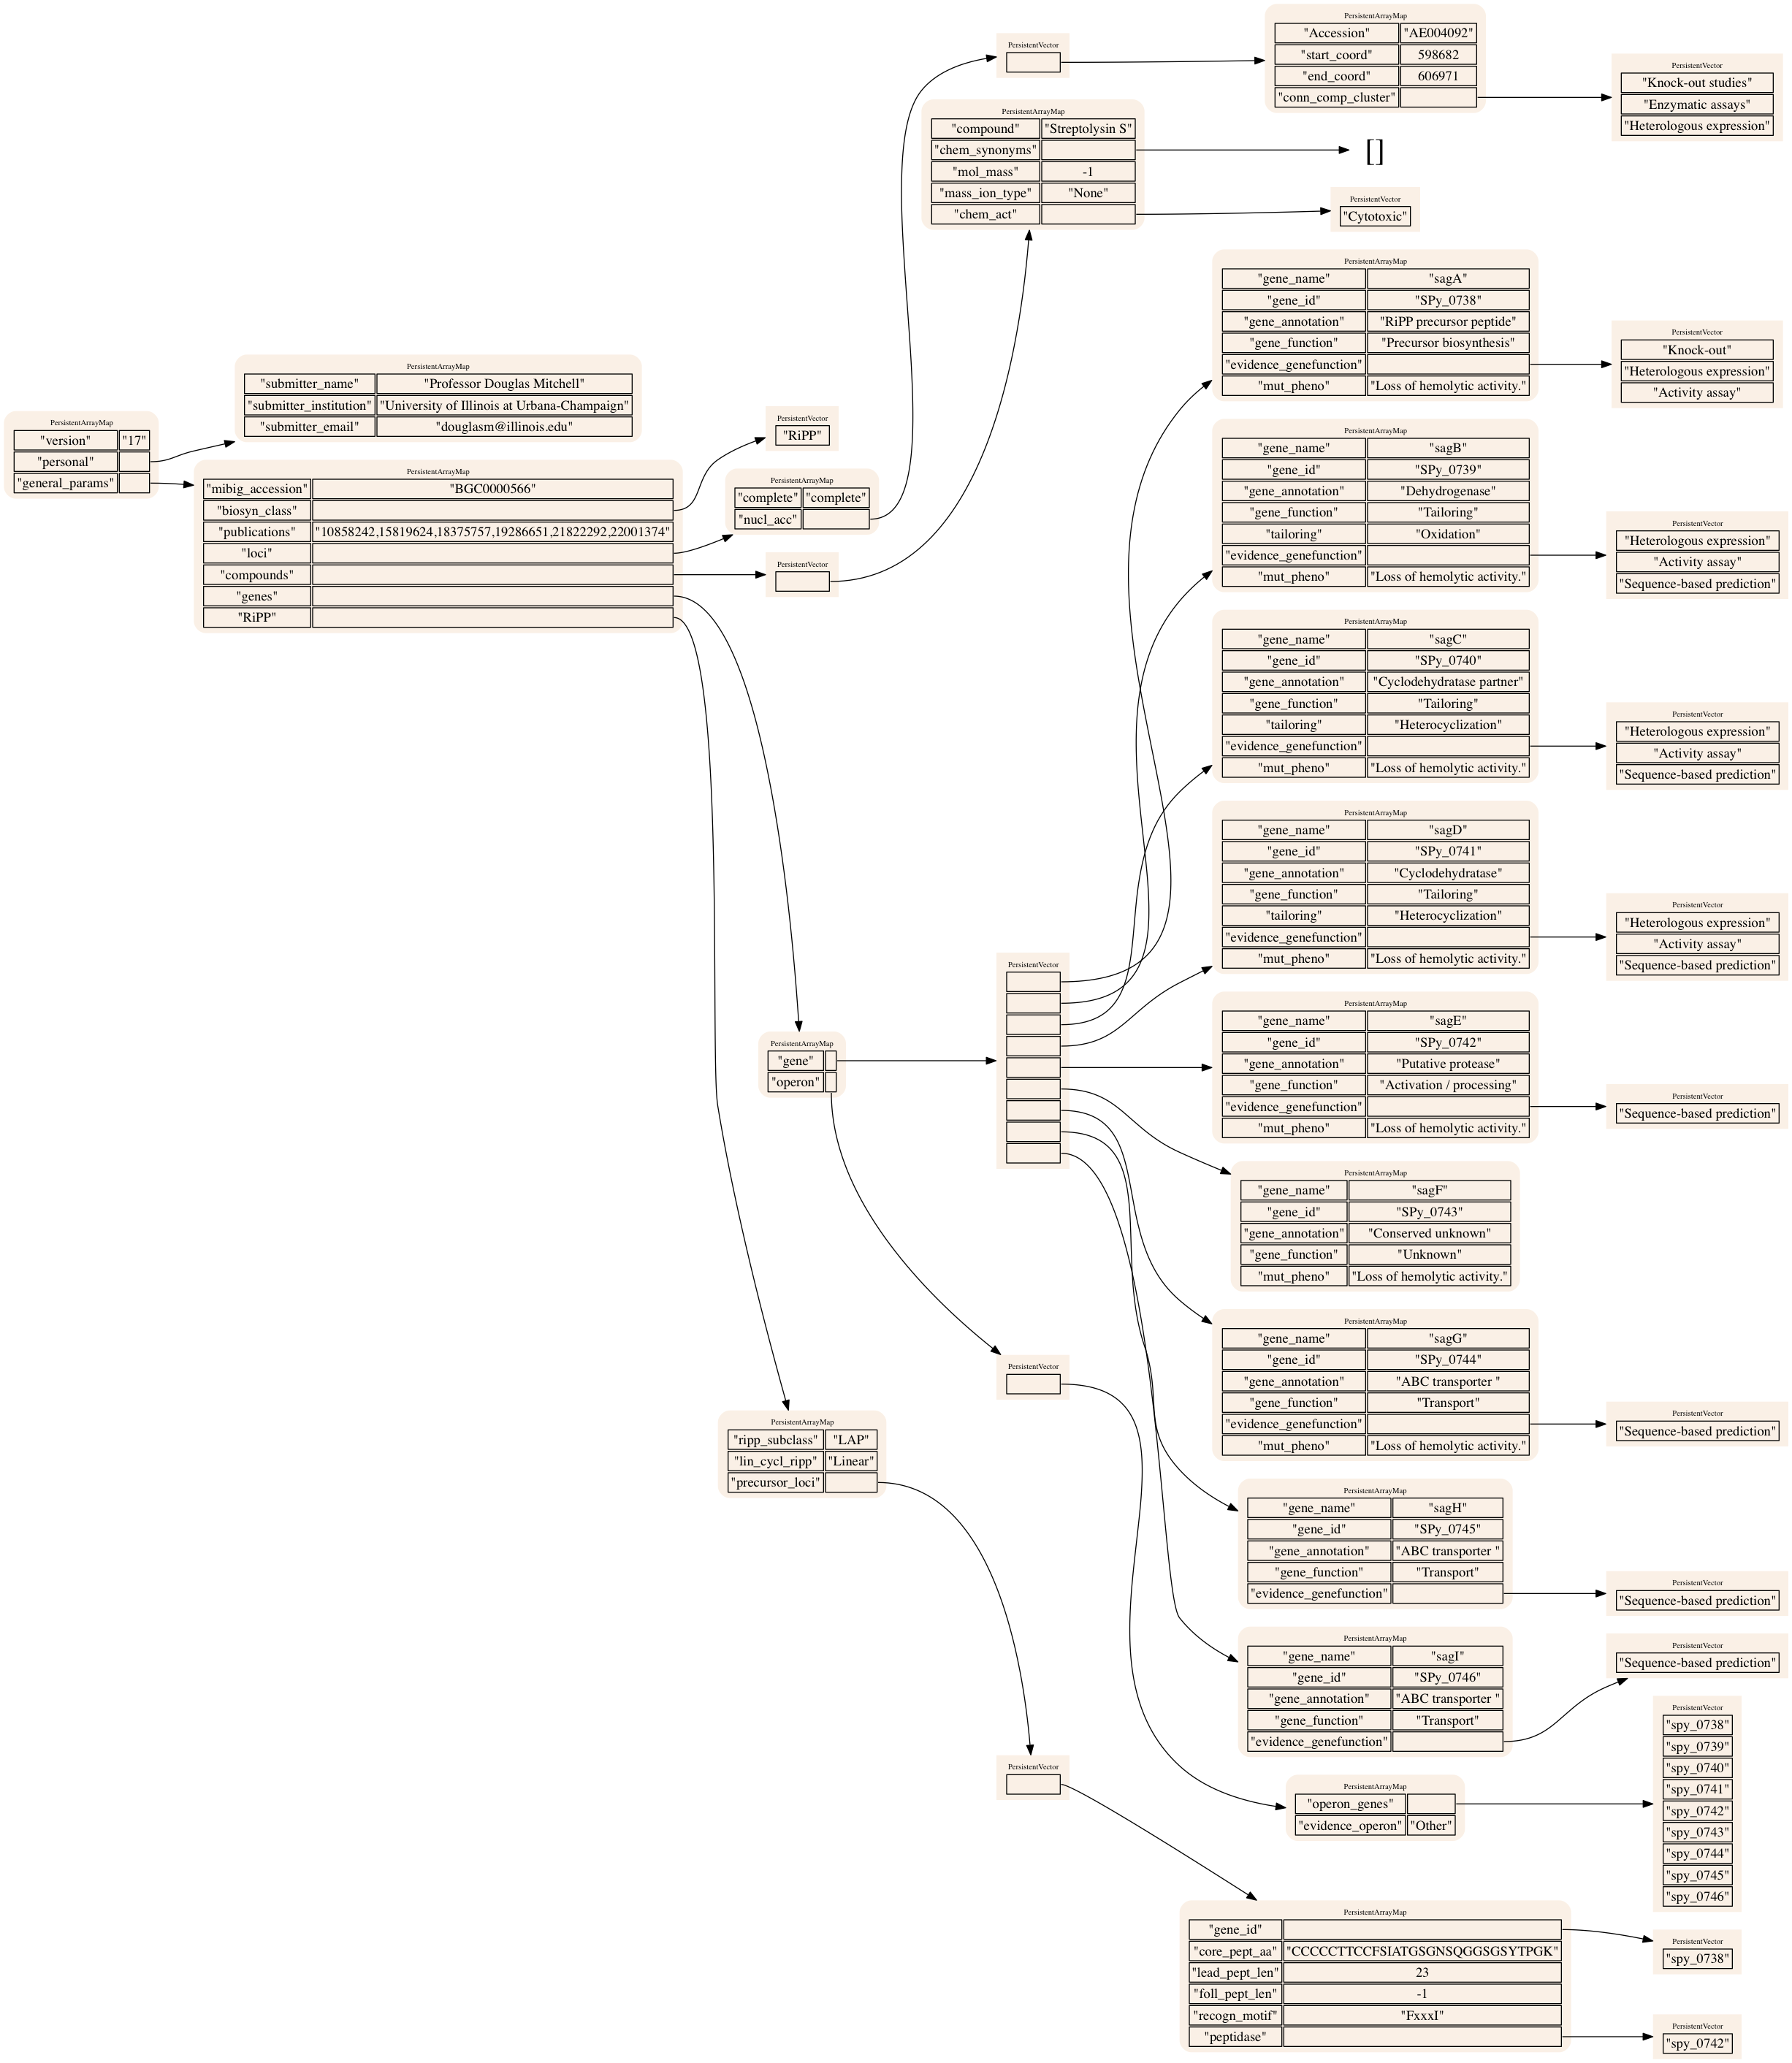 PersistentArrayMap
"version" "17"
"personal"
"general_params"
PersistentArrayMap
"submitter_name" "Professor Douglas Mitchell"
"submitter_institution" "University of Illinois at Urbana-Champaign"
"submitter_email" "douglasm@illinois.edu"
PersistentArrayMap
"mibig_accession" "BGC0000566"
"biosyn_class"
"publications" "10858242,15819624,18375757,19286651,21822292,22001374"
"loci"
"compounds"
"genes"
"RiPP"
PersistentVector
"RiPP"
PersistentArrayMap
"complete" "complete"
"nucl_acc"
PersistentVector
PersistentArrayMap
"gene"
"operon"
PersistentArrayMap
"ripp_subclass" "LAP"
"lin_cycl_ripp" "Linear"
"precursor_loci"
PersistentVector
PersistentArrayMap
"compound" "Streptolysin S"
"chem_synonyms"
"mol_mass" -1
"mass_ion_type" "None"
"chem_act"
PersistentVector
PersistentVector
PersistentVector
PersistentArrayMap
"Accession" "AE004092"
"start_coord" 598682
"end_coord" 606971
"conn_comp_cluster"
PersistentVector
"Knock-out studies"
"Enzymatic assays"
"Heterologous expression"
[]
PersistentVector
"Cytotoxic"
PersistentArrayMap
"gene_name" "sagA"
"gene_id" "SPy_0738"
"gene_annotation" "RiPP precursor peptide"
"gene_function" "Precursor biosynthesis"
"evidence_genefunction"
"mut_pheno" "Loss of hemolytic activity."
PersistentVector
"Knock-out"
"Heterologous expression"
"Activity assay"
PersistentArrayMap
"gene_name" "sagB"
"gene_id" "SPy_0739"
"gene_annotation" "Dehydrogenase"
"gene_function" "Tailoring"
"tailoring" "Oxidation"
"evidence_genefunction"
"mut_pheno" "Loss of hemolytic activity."
PersistentVector
"Heterologous expression"
"Activity assay"
"Sequence-based prediction"
PersistentArrayMap
"gene_name" "sagC"
"gene_id" "SPy_0740"
"gene_annotation" "Cyclodehydratase partner"
"gene_function" "Tailoring"
"tailoring" "Heterocyclization"
"evidence_genefunction"
"mut_pheno" "Loss of hemolytic activity."
PersistentVector
"Heterologous expression"
"Activity assay"
"Sequence-based prediction"
PersistentArrayMap
"gene_name" "sagD"
"gene_id" "SPy_0741"
"gene_annotation" "Cyclodehydratase"
"gene_function" "Tailoring"
"tailoring" "Heterocyclization"
"evidence_genefunction"
"mut_pheno" "Loss of hemolytic activity."
PersistentVector
"Heterologous expression"
"Activity assay"
"Sequence-based prediction"
PersistentArrayMap
"gene_name" "sagE"
"gene_id" "SPy_0742"
"gene_annotation" "Putative protease"
"gene_function" "Activation / processing"
"evidence_genefunction"
"mut_pheno" "Loss of hemolytic activity."
PersistentVector
"Sequence-based prediction"
PersistentArrayMap
"gene_name" "sagF"
"gene_id" "SPy_0743"
"gene_annotation" "Conserved unknown"
"gene_function" "Unknown"
"mut_pheno" "Loss of hemolytic activity."
PersistentArrayMap
"gene_name" "sagG"
"gene_id" "SPy_0744"
"gene_annotation" "ABC transporter "
"gene_function" "Transport"
"evidence_genefunction"
"mut_pheno" "Loss of hemolytic activity."
PersistentVector
"Sequence-based prediction"
PersistentArrayMap
"gene_name" "sagH"
"gene_id" "SPy_0745"
"gene_annotation" "ABC transporter "
"gene_function" "Transport"
"evidence_genefunction"
PersistentVector
"Sequence-based prediction"
PersistentArrayMap
"gene_name" "sagI"
"gene_id" "SPy_0746"
"gene_annotation" "ABC transporter "
"gene_function" "Transport"
"evidence_genefunction"
PersistentVector
"Sequence-based prediction"
PersistentArrayMap
"operon_genes"
"evidence_operon" "Other"
PersistentVector
"spy_0738"
"spy_0739"
"spy_0740"
"spy_0741"
"spy_0742"
"spy_0743"
"spy_0744"
"spy_0745"
"spy_0746"
PersistentVector
PersistentArrayMap
"gene_id"
"core_pept_aa" "CCCCCTTCCFSIATGSGNSQGGSGSYTPGK"
"lead_pept_len" 23
"foll_pept_len" -1
"recogn_motif" "FxxxI"
"peptidase"
PersistentVector
"spy_0738"
PersistentVector
"spy_0742"